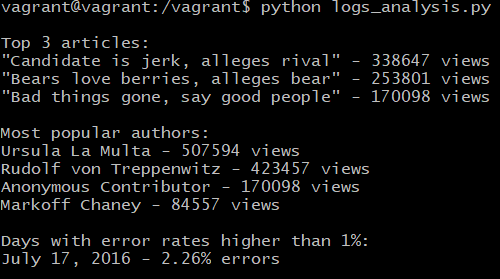 vagrant@vagrant:/vagrant$ python logs_analysis.py
Top 3 articles:
"Candidate is jerk, alleges rival" - 338647 views
"Bears love berries, alleges bear" - 253801 views
"Bad things gone, say good people" - 170098 views
Most popular authors:
Ursula La Multa - 507594 views
Rudolf von Treppenwitz - 423457 views
Anonymous Contributor - 170098 views
Markoff Chaney - 84557 views
Days with error rates higher than 1%:
July 17, 2016 - 2.26% errors